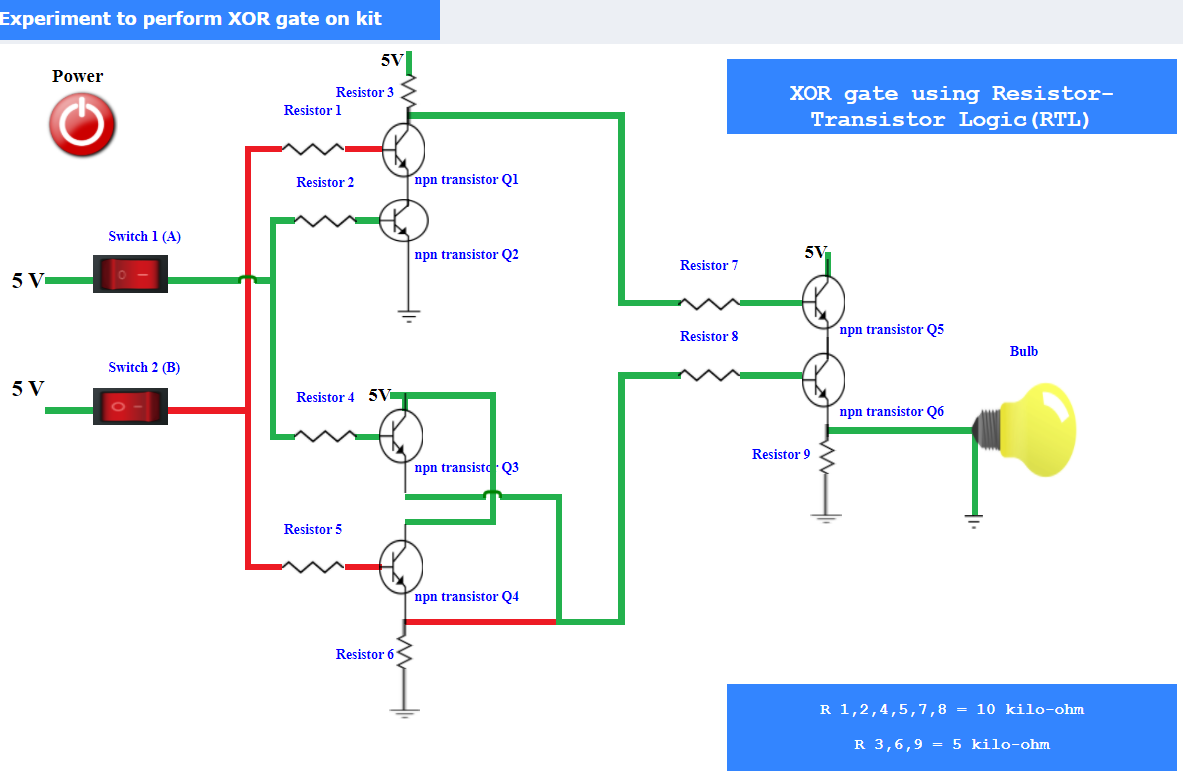 Experiment to perform XOR gate on kit
Power
5V
Resistor 3
Resistor 1
XOR gate using Resistor-
Transistor Logic(RTL)
npn transistor Q1
Resistor 2
Switch 1 (A)
npn transistor Q2
5 V
5V
Resistor 7
npn transistor Q5
Resistor 8
Bulb
Switch 2 (B)
5 V
Resistor 4
5V
npn transistor Q6
Resistor 9
npn transistor Q3
Resistor 5
npn transistor Q4
Resistor 6
R 1,2,4,5,7,8 = 10 kilo-ohm
R 3,6,9 = 5 kilo-ohm